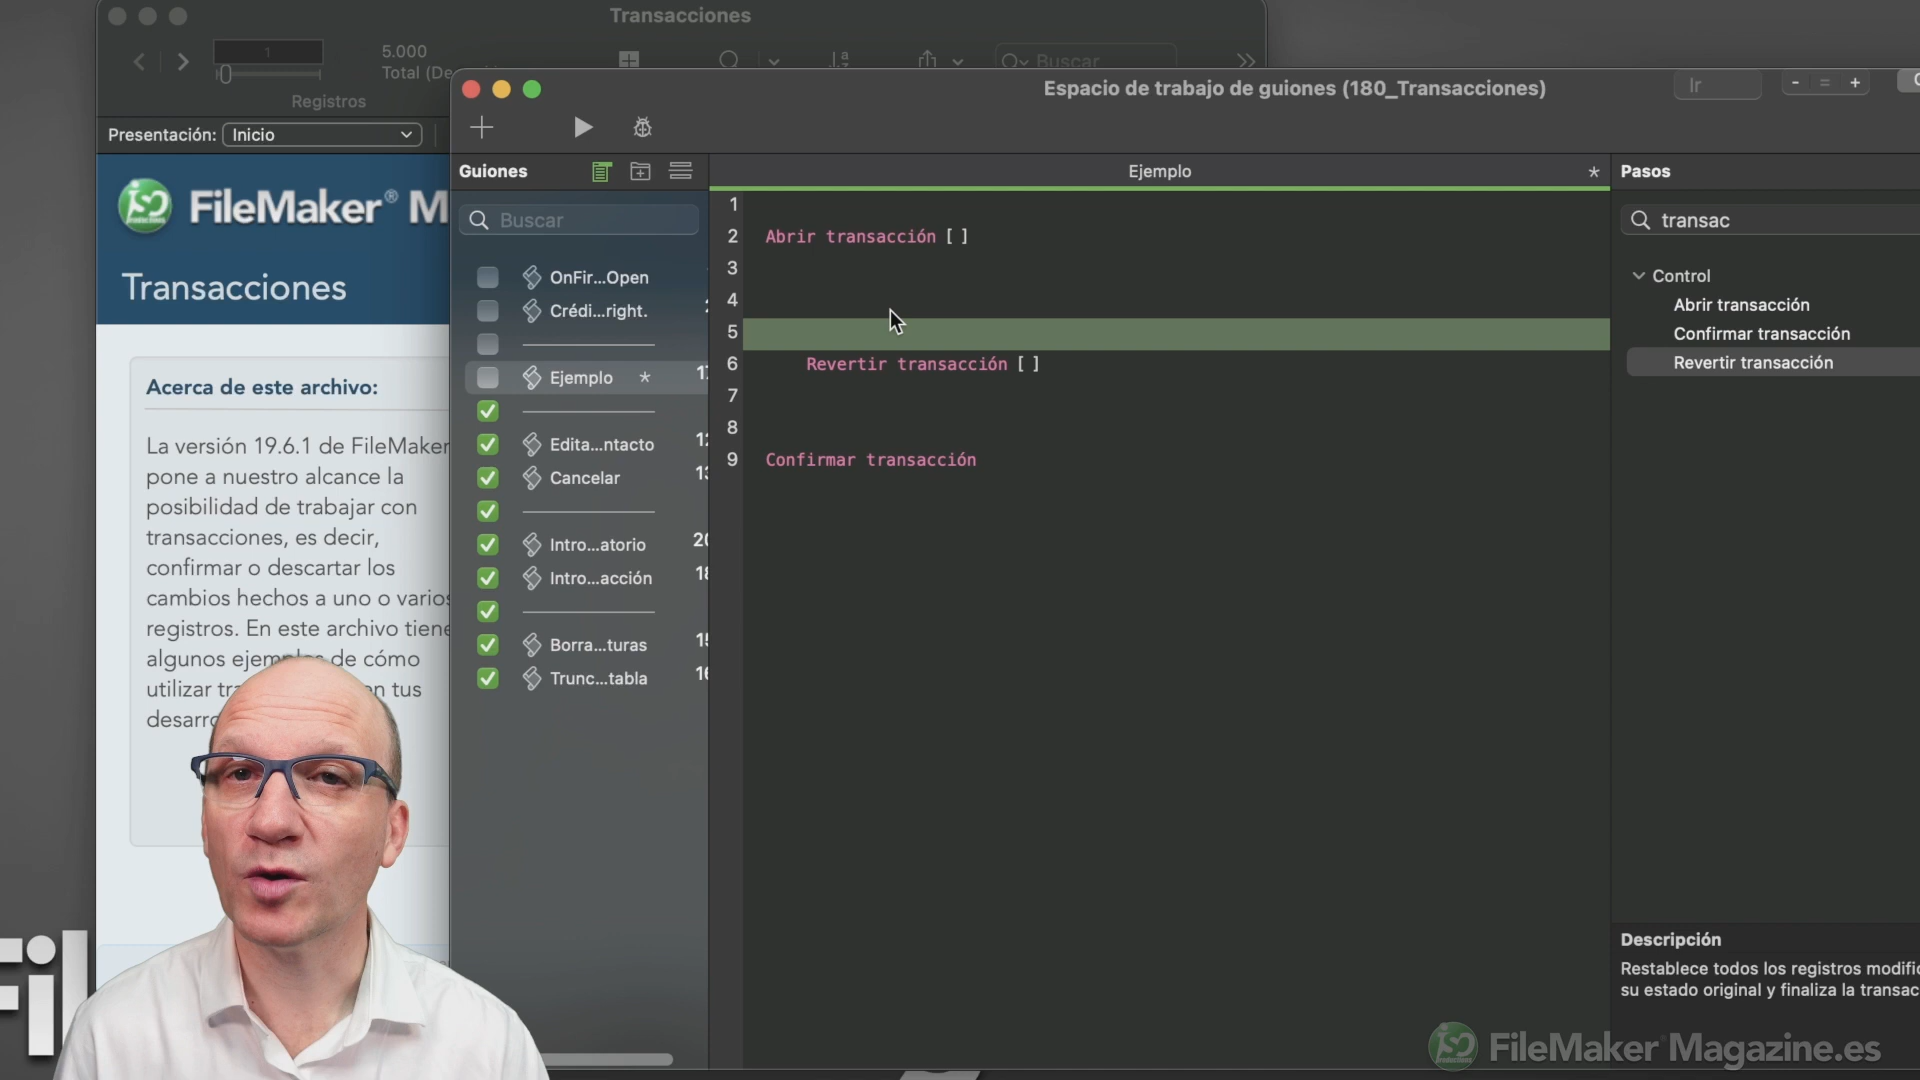 Transacciones
1
5.000
Total (De
Registros
Buscar
Presentación: Inicio
FileMaker® M
Transacciones
Acerca de este archivo:
La versión 19.6.1 de FileMaker
pone a nuestro alcance la
posibilidad de trabajar con
transacciones, es decir,
confirmar o descartar los
cambios hechos a uno o varios
registros. En este archivo tiene
algunos de cómo
utilizar en tus
Espacio de trabajo de guiones (180_Transacciones)
Ir
- = +
Guiones
Buscar
OnFir...Open
Crédi...right.
Ejemplo *
Edita...ntacto
Cancelar
Intro...atorio
Intro...acción
Borra...turas
Trunc...tabla
Ejemplo *
1
2 Abrir transacción [ ]
3
4
5
6 Revertir transacción [ ]
7
8
9 Confirmar transacción
Pasos
transac
Control
Abrir transacción
Confirmar transacción
Revertir transacción
Descripción
Restablece todos los registros modific
su estado original y finaliza la transac
Fil
FileMaker Magazine.es